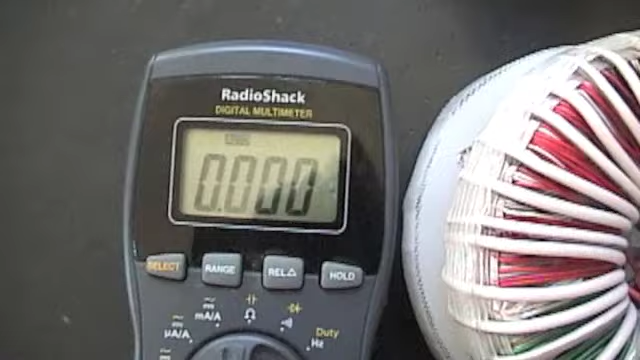 RadioShack
DIGITAL MULTIMETER
0.000
SELECT RANGE REL△ HOLD
mA/A Ω
µA/A Duty
Hz